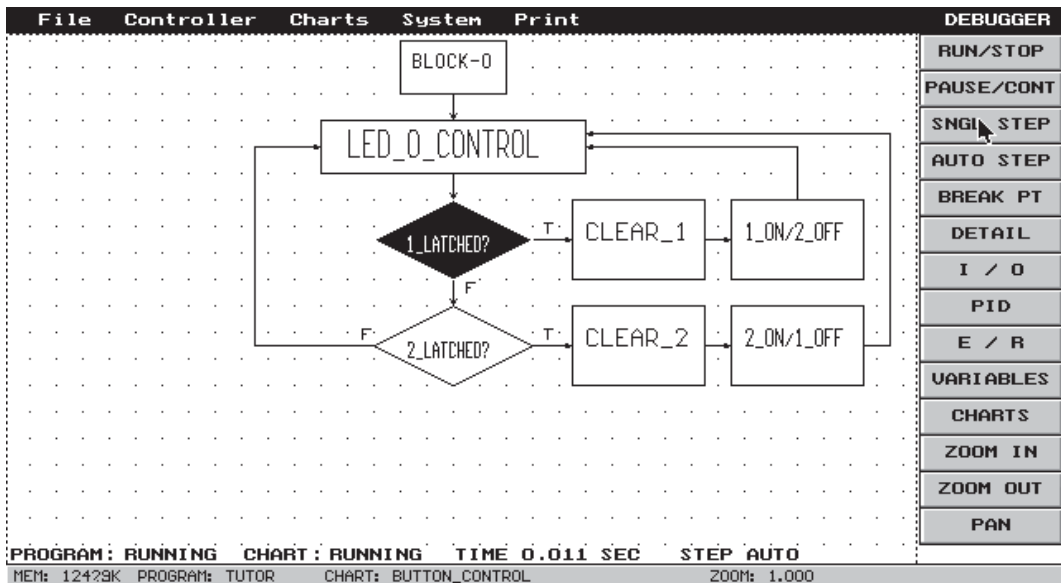 File Controller Charts System Print DEBUGGER
BLOCK-0
LED_0_CONTROL
1_LATCHED?
T
CLEAR_1
1_ON/2_OFF
F
F
2_LATCHED?
T
CLEAR_2
2_ON/1_OFF
RUN/STOP
PAUSE/CONT
SNGL STEP
AUTO STEP
BREAK PT
DETAIL
I / O
PID
E / R
VARIABLES
CHARTS
ZOOM IN
ZOOM OUT
PAN
PROGRAM: RUNNING CHART: RUNNING TIME 0.011 SEC STEP AUTO
MEM: 12429K PROGRAM: TUTOR CHART: BUTTON_CONTROL ZOOM: 1.000